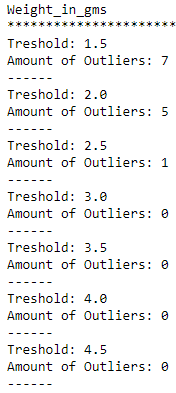 Weight_in_gms
**********************
Treshold: 1.5
Amount of Outliers: 7
------
Treshold: 2.0
Amount of Outliers: 5
------
Treshold: 2.5
Amount of Outliers: 1
------
Treshold: 3.0
Amount of Outliers: 0
------
Treshold: 3.5
Amount of Outliers: 0
------
Treshold: 4.0
Amount of Outliers: 0
------
Treshold: 4.5
Amount of Outliers: 0
------